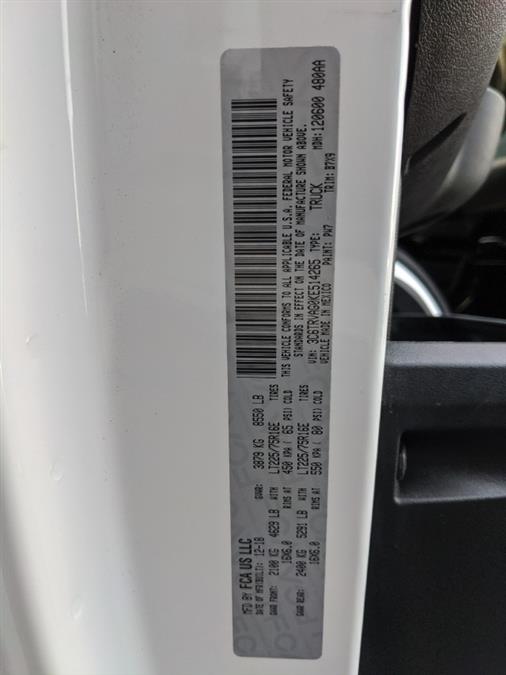 MFD BY FCA US LLC
DATE OF MFR(BUILT): 12-18 GVWR: 3879 KG 8550 LB
GAWR FRONT: 2100 KG 4629 LB WITH LT225/75R16E TIRES
16X6.0 RIMS AT 450 KPA ( 65 PSI) COLD
GAWR REAR: 2400 KG 5291 LB WITH LT225/75R16E TIRES
16X6.0 RIMS AT 550 KPA ( 80 PSI) COLD
THIS VEHICLE CONFORMS TO ALL APPLICABLE U.S.A. FEDERAL MOTOR VEHICLE SAFETY
STANDARDS IN EFFECT ON THE DATE OF MANUFACTURE SHOWN ABOVE.
VIN: 3C6TRVAG0KE514265 TYPE: TRUCK MDH: 120600 480AA
VEHICLE MADE IN MEXICO PAINT: PW7 TRIM: B7X9